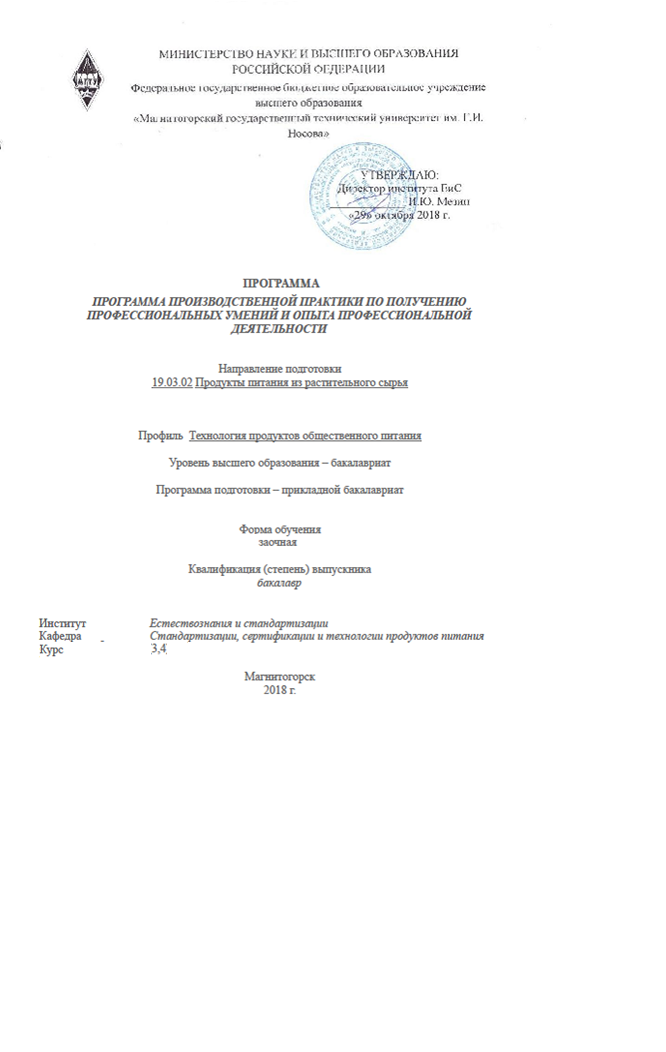 МИНИСТЕРСТВО НАУКИ И ВЫСШЕГО ОБРАЗОВАНИЯ
РОССИЙСКОЙ ФЕДЕРАЦИИ
Федеральное государственное бюджетное образовательное учреждение
высшего образования
«Магнитогорский государственный технический университет им. Г.И.
Носова»
МГТУ
УТВЕРЖДАЮ:
Директор института ЕиС
И.Ю. Мезин
«29» октября 2018 г.
ПРОГРАММА
ПРОГРАММА ПРОИЗВОДСТВЕННОЙ ПРАКТИКИ ПО ПОЛУЧЕНИЮ
ПРОФЕССИОНАЛЬНЫХ УМЕНИЙ И ОПЫТА ПРОФЕССИОНАЛЬНОЙ
ДЕЯТЕЛЬНОСТИ
Направление подготовки
19.03.02 Продукты питания из растительного сырья
Профиль Технология продуктов общественного питания
Уровень высшего образования – бакалавриат
Программа подготовки – прикладной бакалавриат
Форма обучения
заочная
Квалификация (степень) выпускника
бакалавр
Институт Естествознания и стандартизации
Кафедра - Стандартизации, сертификации и технологии продуктов питания
Курс 3,4
Магнитогорск
2018 г.